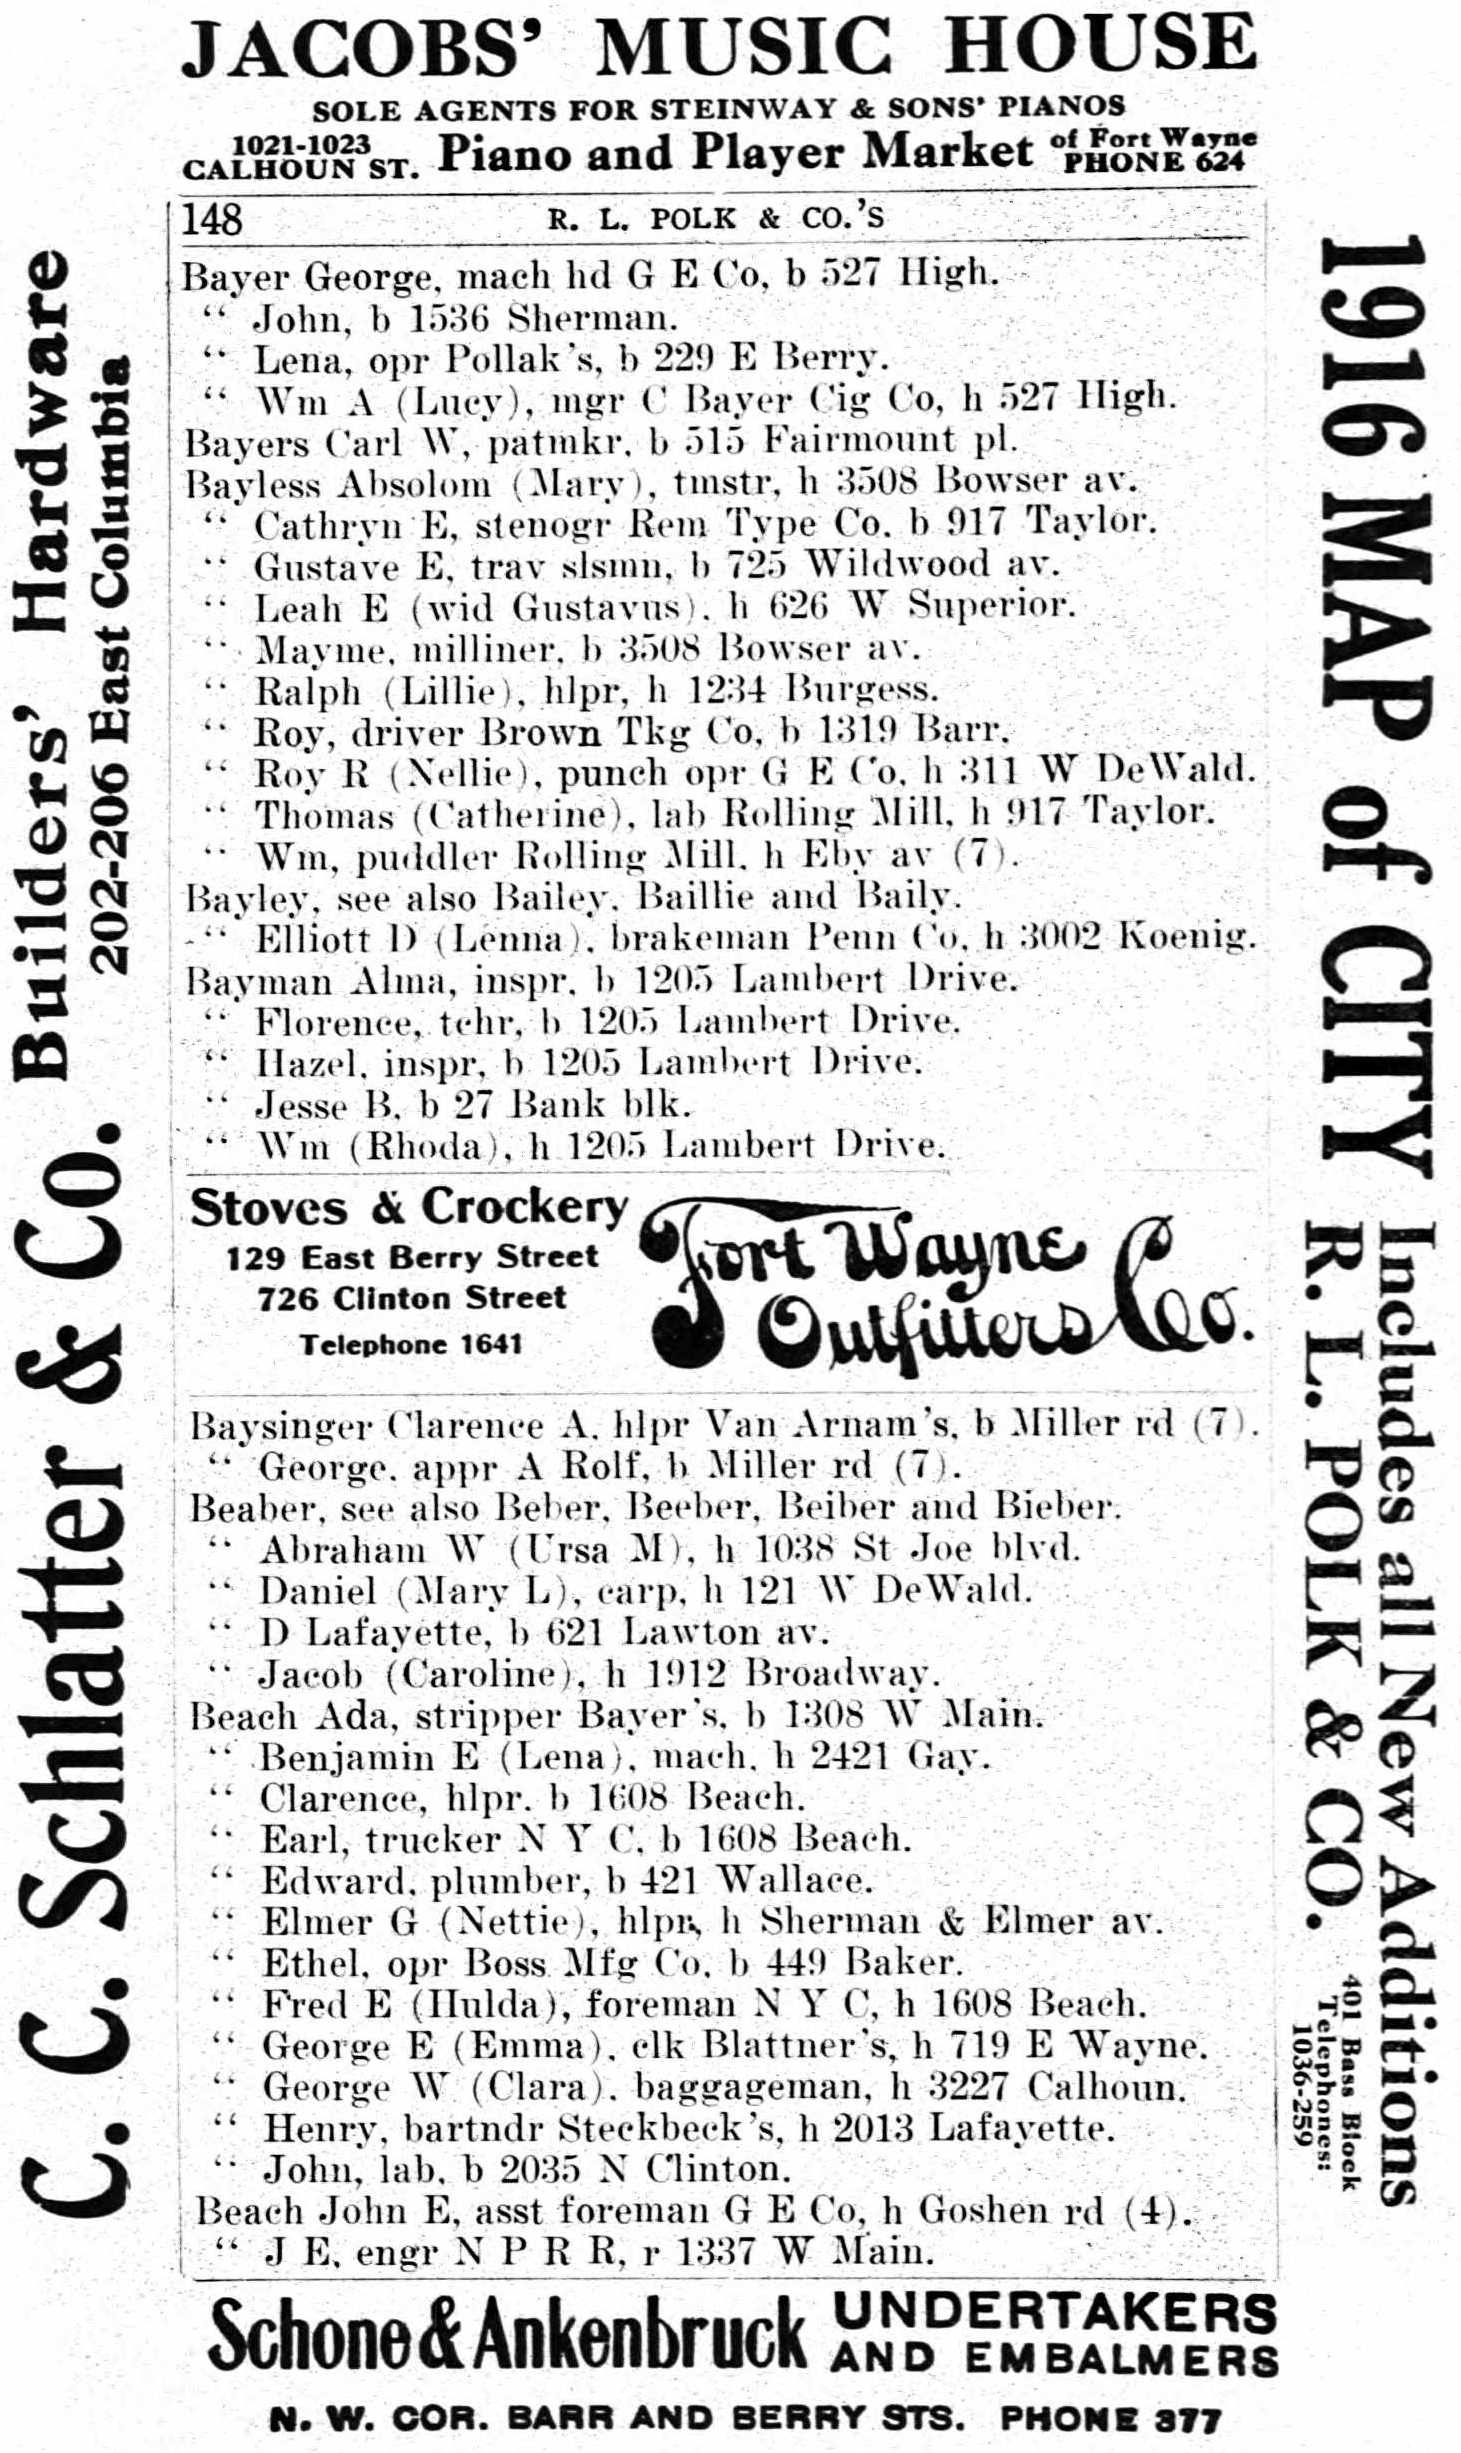 JACOBS' MUSIC HOUSE
SOLE AGENTS FOR STEINWAY & SONS' PIANOS
1021-1023 CALHOUN ST. Piano and Player Market of Fort Wayne PHONE 624
148 R. L. POLK & CO.'S
Bayer George, mach hd G E Co, b 527 High.
" John, b 1536 Sherman.
" Lena, opr Pollak's, b 229 E Berry.
" Wm A (Lucy), mgr C Bayer Cig Co, h 527 High.
Bayers Carl W, patmkr, b 515 Fairmount pl.
Bayless Absolom (Mary), tmstr, h 3508 Bowser av.
" Cathryn E, stenogr Rem Type Co, b 917 Taylor.
" Gustave E, trav slsmn, b 725 Wildwood av.
" Leah E (wid Gustavus), h 626 W Superior.
" Mayme, milliner, b 3508 Bowser av.
" Ralph (Lillie), hlpr, h 1234 Burgess.
" Roy, driver Brown Tkg Co, b 1319 Barr.
" Roy R (Nellie), punch opr G E Co, h 311 W DeWald.
" Thomas (Catherine), lab Rolling Mill, h 917 Taylor.
" Wm, puddler Rolling Mill, h Eby av (7).
Bayley, see also Bailey, Baillie and Baily.
" Elliott D (Lenna), brakeman Penn Co, h 3002 Koenig.
Bayman Alma, inspr, b 1205 Lambert Drive.
" Florence, tchr, b 1205 Lambert Drive.
" Hazel, inspr, b 1205 Lambert Drive.
" Jesse B, b 27 Bank blk.
" Wm (Rhoda), h 1205 Lambert Drive.
Stoves & Crockery
129 East Berry Street
726 Clinton Street
Telephone 1641
Fort Wayne
Outfitters Co.
Baysinger Clarence A, hlpr Van Arnam's, b Miller rd (7).
" George, appr A Rolf, b Miller rd (7).
Beaber, see also Beber, Beeber, Beiber and Bieber.
" Abraham W (Ursa M), h 1038 St Joe blvd.
" Daniel (Mary L), carp, h 121 W DeWald.
" D Lafayette, b 621 Lawton av.
" Jacob (Caroline), h 1912 Broadway.
Beach Ada, stripper Bayer's, b 1308 W Main.
" Benjamin E (Lena), mach, h 2421 Gay.
" Clarence, hlpr, b 1608 Beach.
" Earl, trucker N Y C, b 1608 Beach.
" Edward, plumber, b 421 Wallace.
" Elmer G (Nettie), hlpr, h Sherman & Elmer av.
" Ethel, opr Boss Mfg Co, b 449 Baker.
" Fred E (Hulda), foreman N Y C, h 1608 Beach.
" George E (Emma), clk Blattner's, h 719 E Wayne.
" George W (Clara), baggageman, h 3227 Calhoun.
" Henry, bartndr Steckbeck's, h 2013 Lafayette.
" John, lab, b 2035 N Clinton.
Beach John E, asst foreman G E Co, h Goshen rd (4).
" J E, engr N P R R, r 1337 W Main.
Schone & Ankenbruck UNDERTAKERS AND EMBALMERS
N. W. COR. BARR AND BERRY STS. PHONE 377
C. C. Schlatter & Co. Builders' Hardware
202-206 East Columbia
1916 MAP of CITY Includes all New Additions
R. L. POLK & CO.
401 Bass Block
Telephones:
1036-259